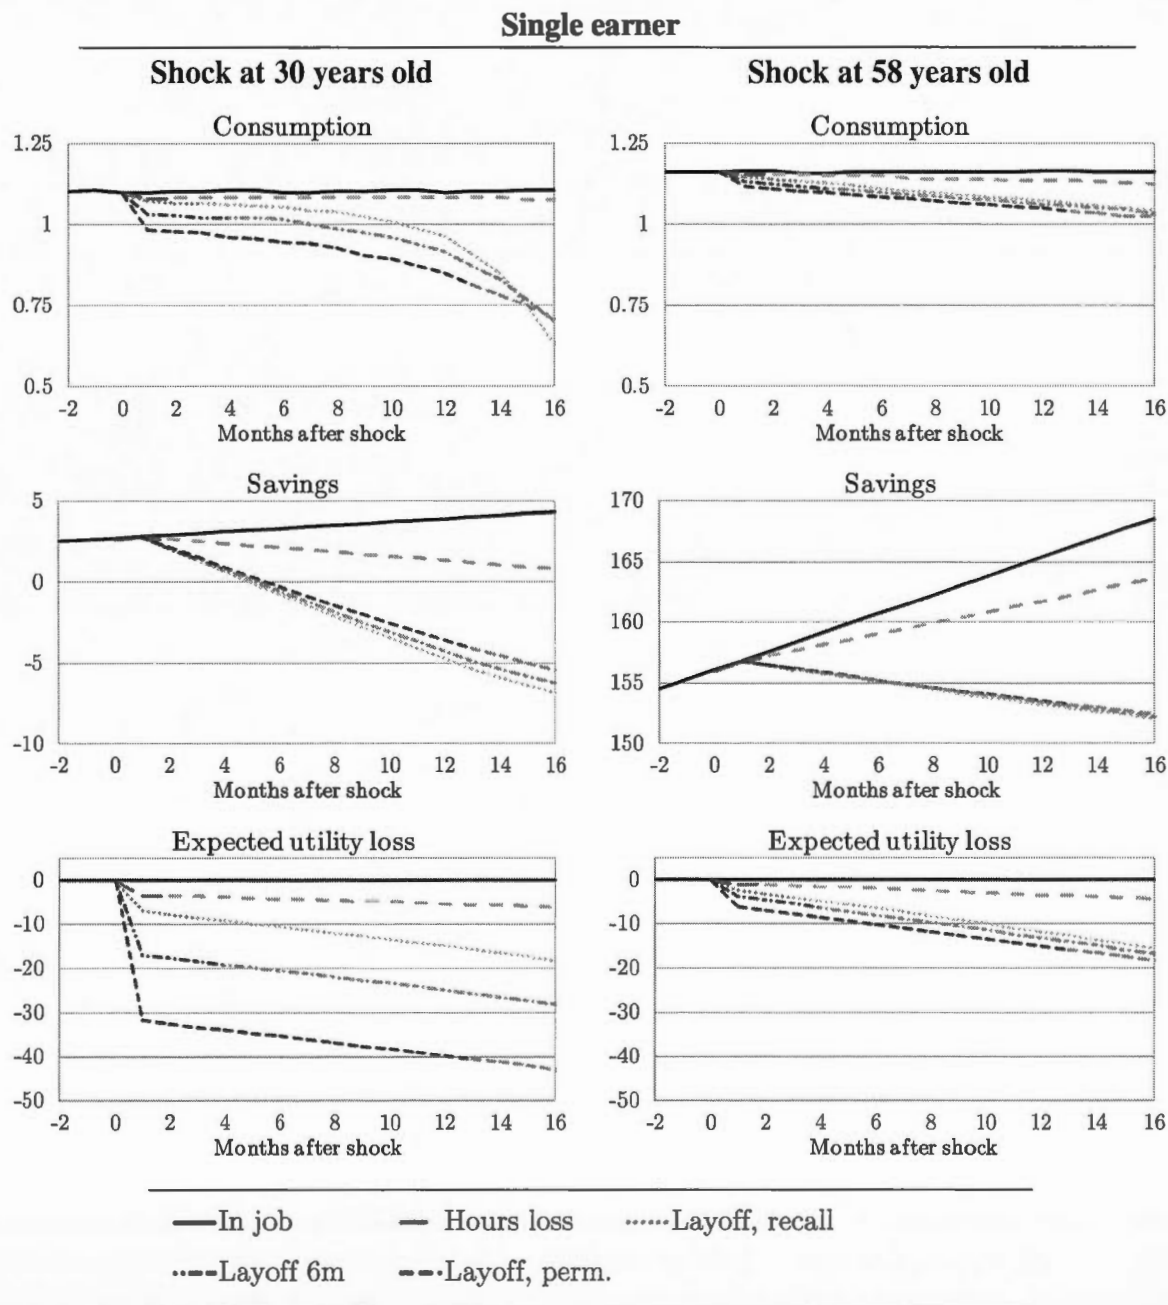 Single earner
Shock at 30 years old
Shock at 58 years old
Consumption
1.25
1
0.75
0.5
-2 0 2 4 6 8 10 12 14 16
Months after shock
Consumption
1.25
1
0.75
0.5
-2 0 2 4 6 8 10 12 14 16
Months after shock
Savings
5
0
-5
-10
-2 0 2 4 6 8 10 12 14 16
Months after shock
Savings
170
165
160
155
150
-2 0 2 4 6 8 10 12 14 16
Months after shock
Expected utility loss
0
-10
-20
-30
-40
-50
-2 0 2 4 6 8 10 12 14 16
Months after shock
Expected utility loss
0
-10
-20
-30
-40
-50
-2 0 2 4 6 8 10 12 14 16
Months after shock
In job Hours loss Layoff, recall
Layoff 6m Layoff, perm.